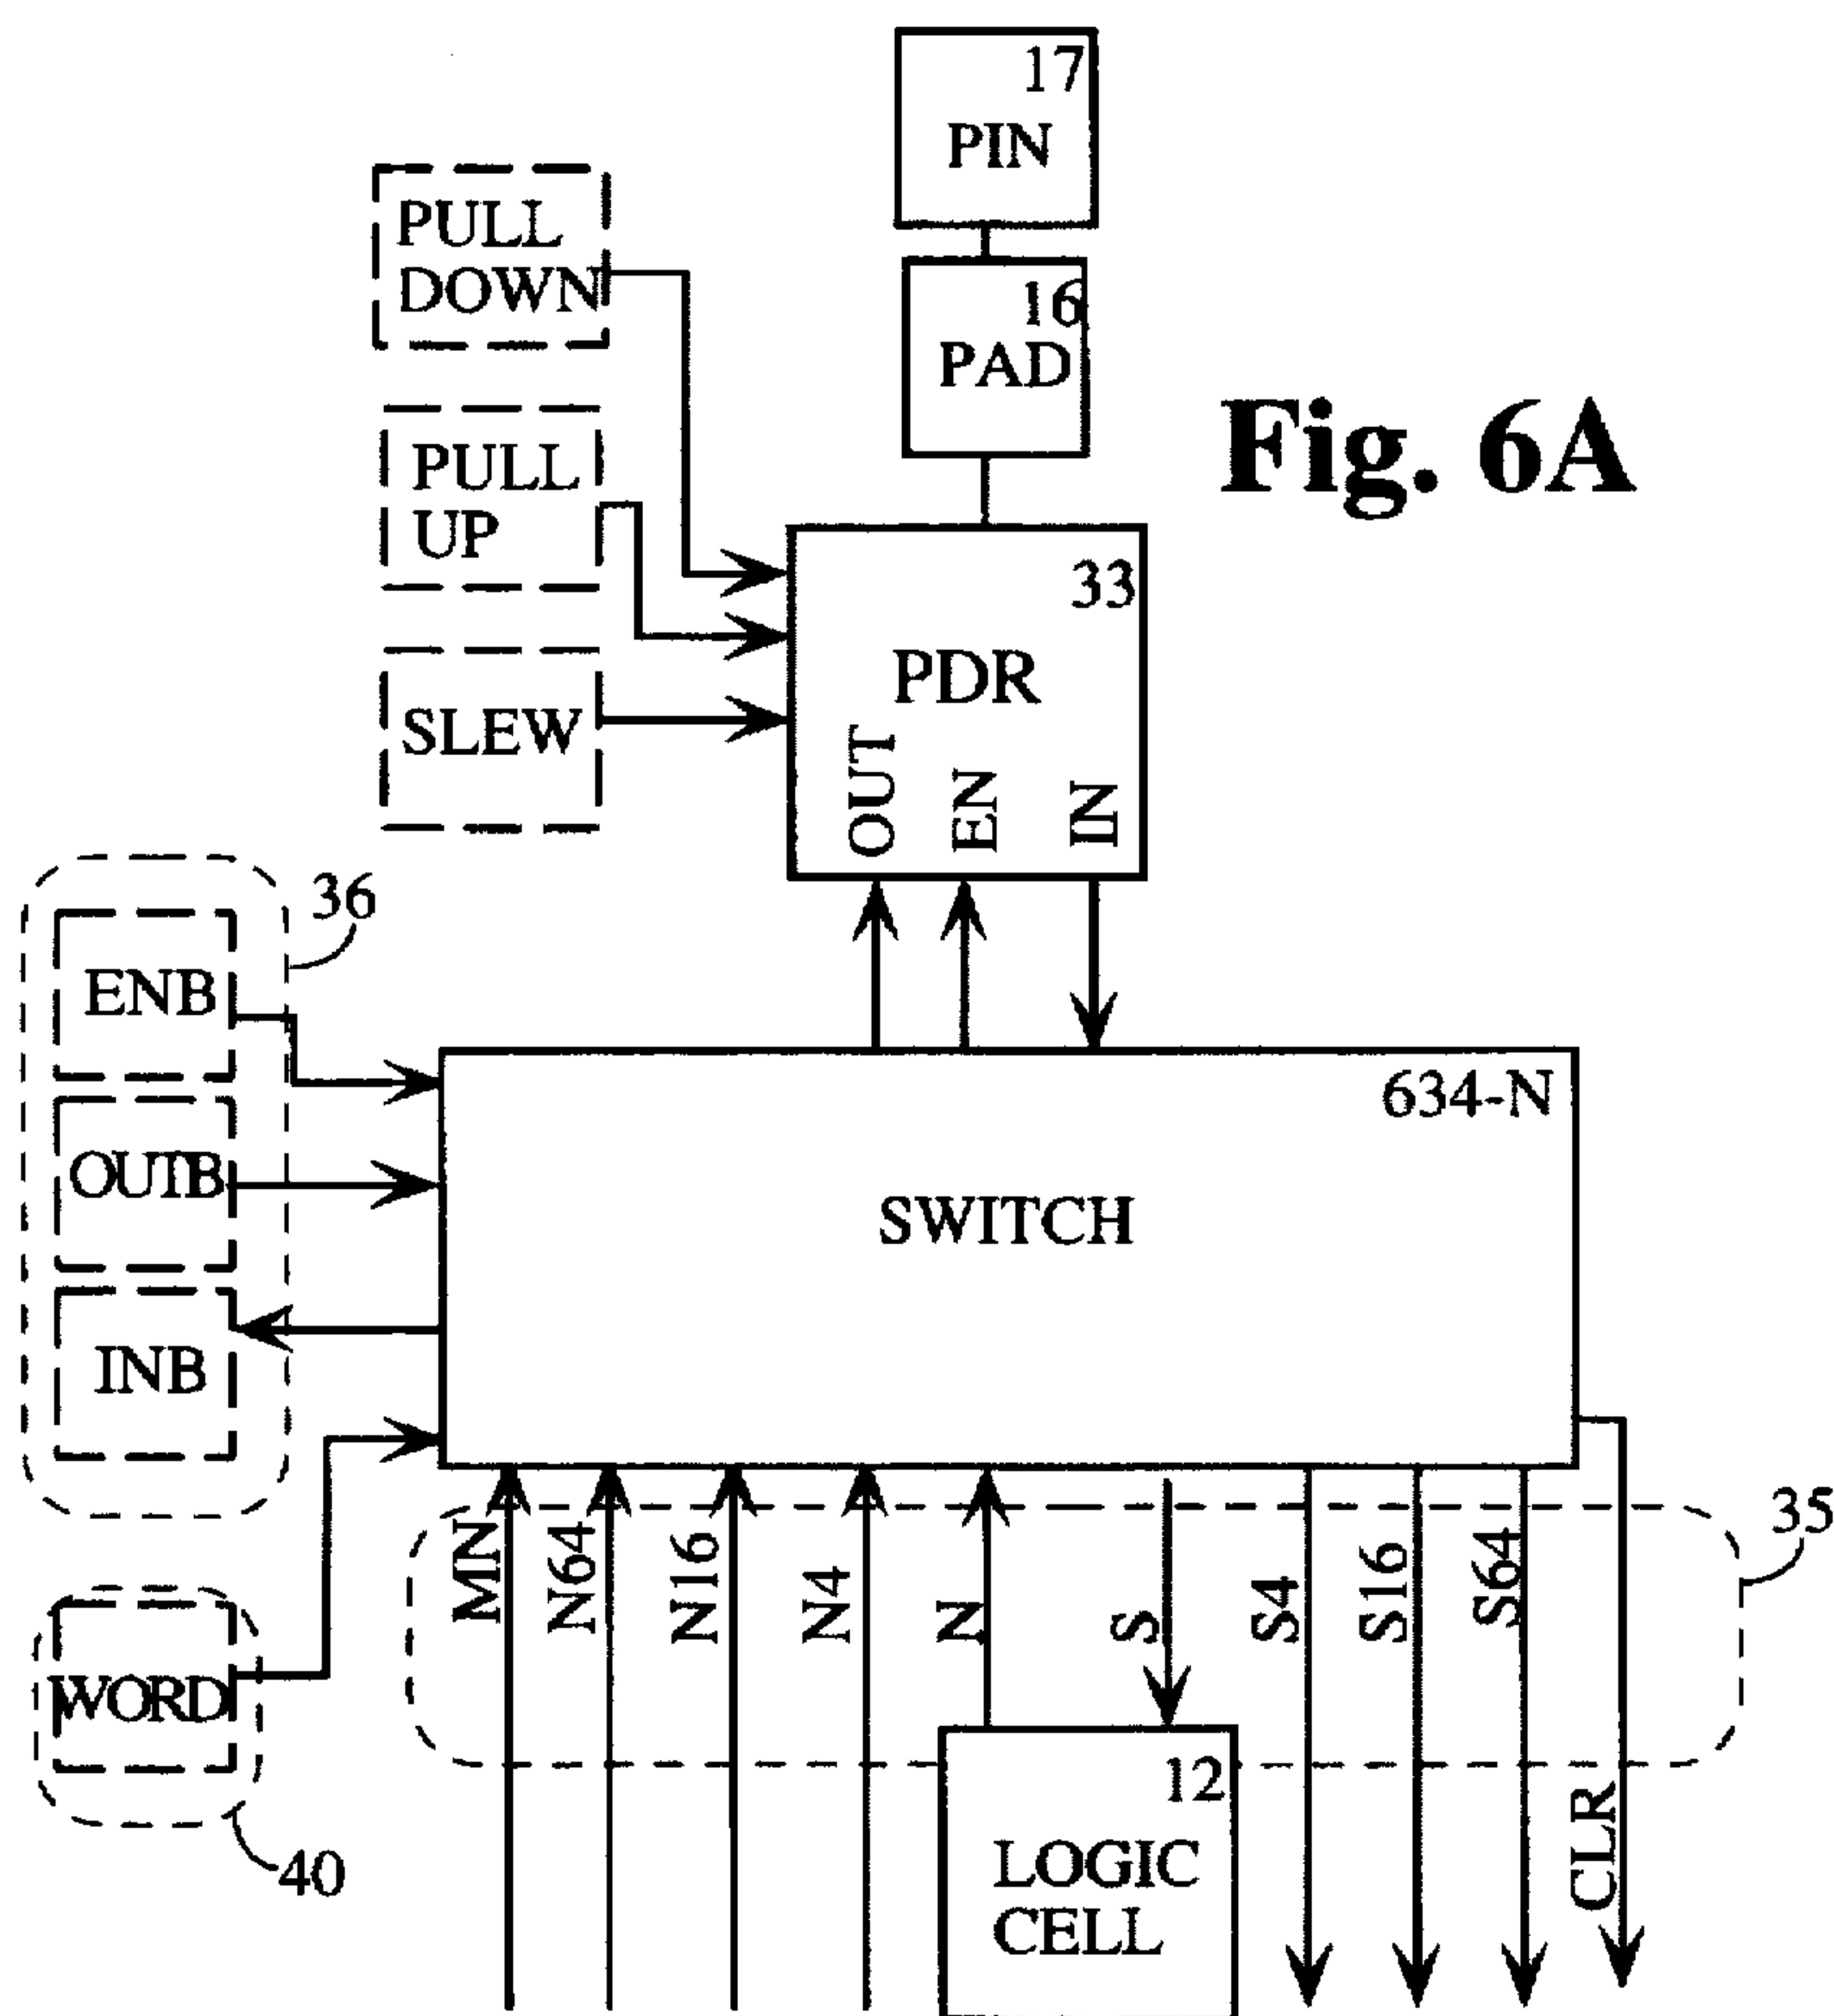 17
PIN
PULL
DOWN
16
PAD
Fig. 6A
PULL
UP
33
PDR
SLEW
OUT
EN
IN
36
ENB
634-N
OUTB
SWITCH
INB
35
MN
N64
N16
N4
N
S
S4
S16
S64
WORD
12
CLR
40
LOGIC
CELL